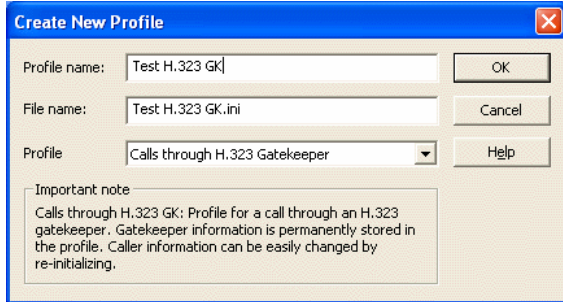 Create New Profile
Profile name:
Test H.323 GK
OK
File name:
Test H.323 GK.ini
Cancel
Profile
Calls through H.323 Gatekeeper
Help
Important note
Calls through H.323 GK: Profile for a call through an H.323
gatekeeper. Gatekeeper information is permanently stored in
the profile. Caller information can be easily changed by
re-initializing.